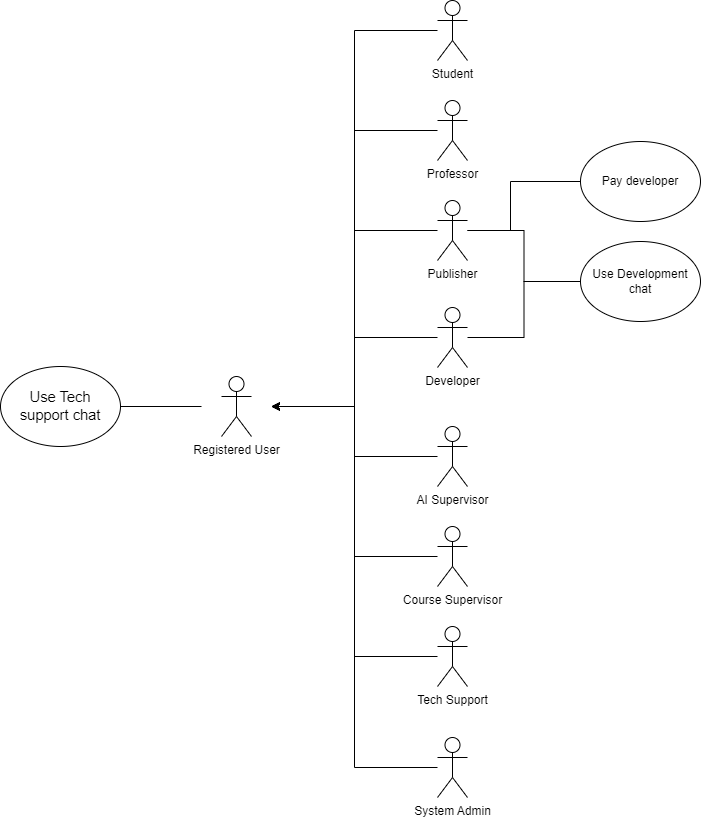 Student
Professor
Pay developer
Publisher
Use Development
chat
Developer
Use Tech
support chat
Registered User
AI Supervisor
Course Supervisor
Tech Support
System Admin